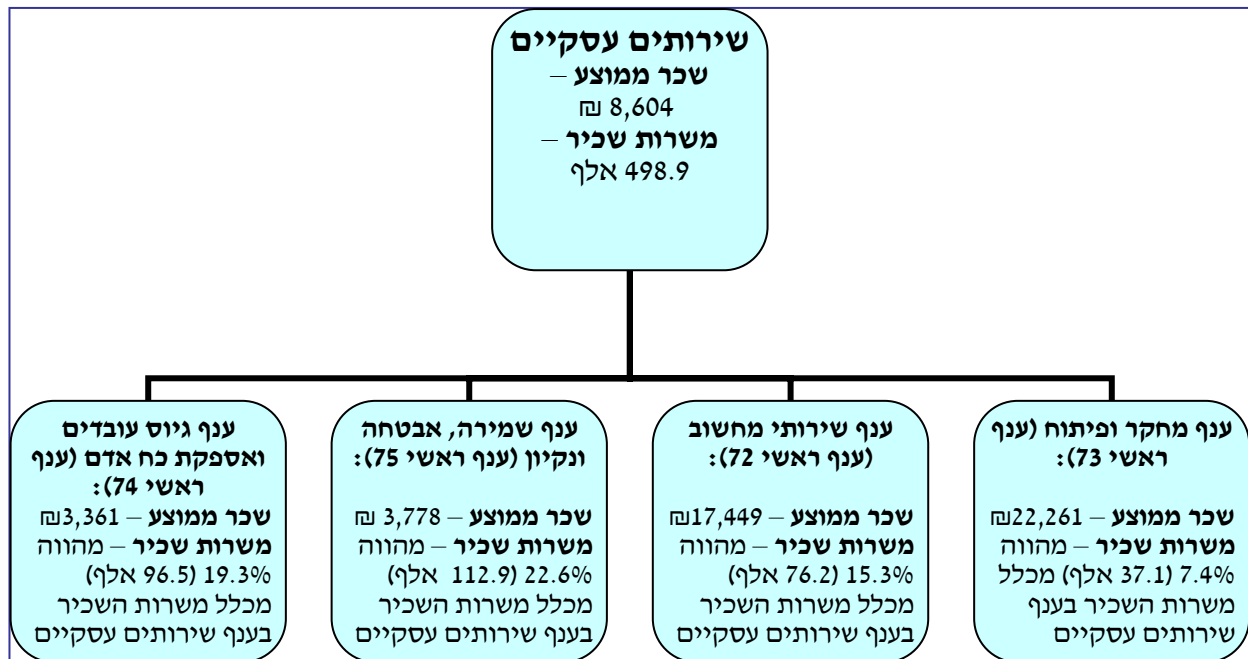 שירותים עסקיים
שכר ממוצע –
8,604 ₪
משרות שכיר –
498.9 אלף
ענף מחקר ופיתוח (ענף
ראשי 73):
שכר ממוצע – 22,261₪
משרות שכיר – מהווה
7.4% (37.1 אלף) מכלל
משרות השכיר בענף
שירותים עסקיים
ענף שירותי מחשוב
(ענף ראשי 72):
שכר ממוצע – 17,449₪
משרות שכיר – מהווה
15.3% (76.2 אלף)
מכלל משרות השכיר
בענף שירותים עסקיים
ענף שמירה, אבטחה
ונקיון (ענף ראשי 75):
שכר ממוצע – 3,778 ₪
משרות שכיר – מהווה
22.6% (112.9 אלף)
מכלל משרות השכיר
בענף שירותים עסקיים
ענף גיוס עובדים
ואספקת כח אדם (ענף
ראשי 74):
שכר ממוצע – 3,361₪
משרות שכיר – מהווה
19.3% (96.5 אלף)
מכלל משרות השכיר
בענף שירותים עסקיים